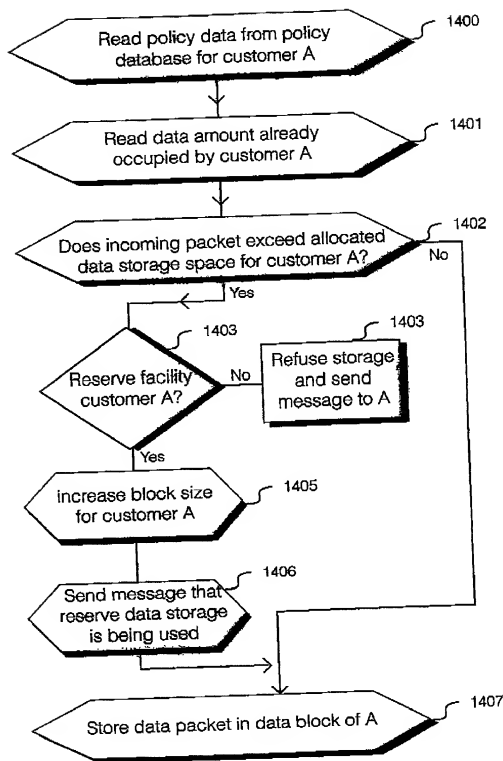 Read policy data from policy
database for customer A
1400
Read data amount already
occupied by customer A
1401
Does incoming packet exceed allocated
data storage space for customer A?
1402
No
Yes
1403
Reserve facility
customer A?
No
1403
Refuse storage
and send
message to A
Yes
increase block size
for customer A
1405
1406
Send message that
reserve data storage
is being used
Store data packet in data block of A
1407